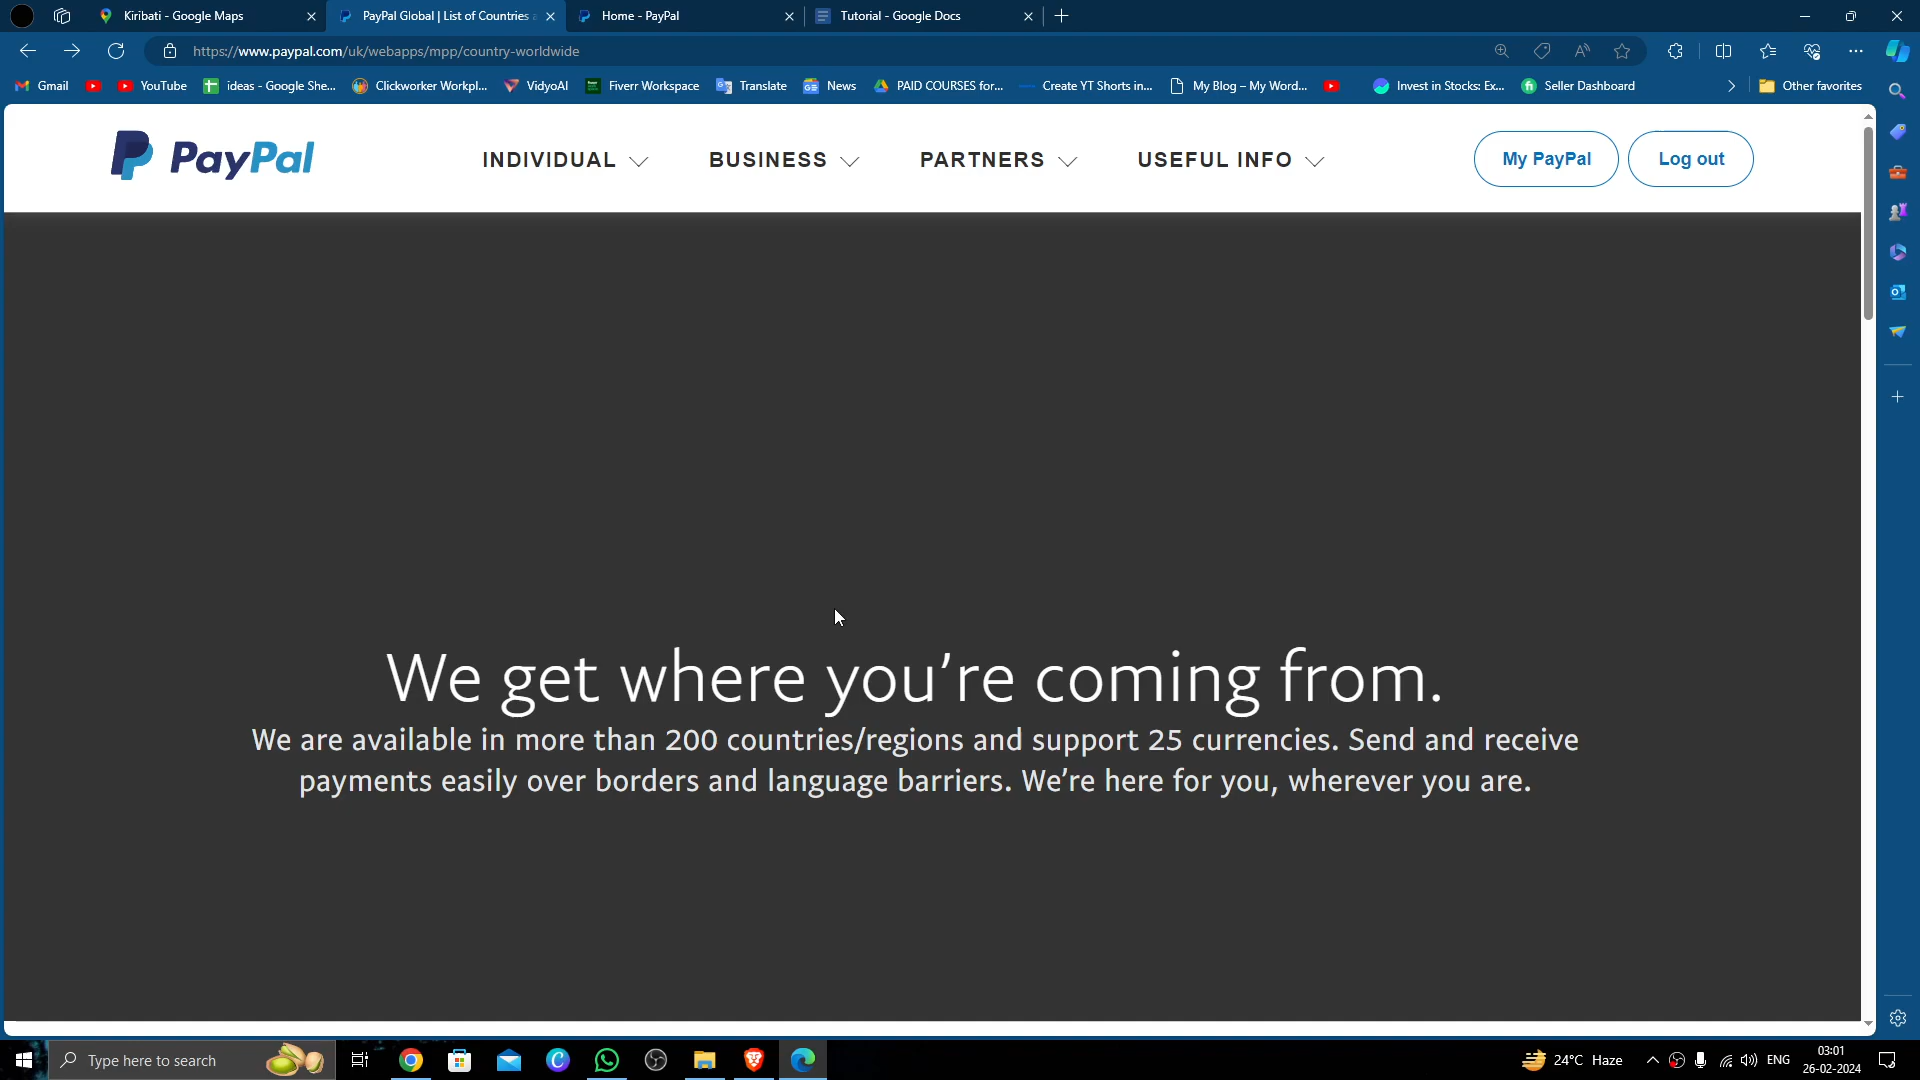 Kiribati - Google Maps
PayPal Global | List of Countries a
Home - PayPal
Tutorial - Google Docs
https://www.paypal.com/uk/webapps/mpp/country-worldwide
Gmail
YouTube
ideas - Google She...
Clickworker Workpl...
VidyoAI
Fiverr Workspace
Translate
News
PAID COURSES for...
Create YT Shorts in...
My Blog – My Word...
Invest in Stocks: Ex...
Seller Dashboard
Other favorites
PayPal
INDIVIDUAL
BUSINESS
PARTNERS
USEFUL INFO
My PayPal
Log out
We get where you’re coming from.
We are available in more than 200 countries/regions and support 25 currencies. Send and receive
payments easily over borders and language barriers. We’re here for you, wherever you are.
Type here to search
24°C Haze
ENG
03:01
26-02-2024